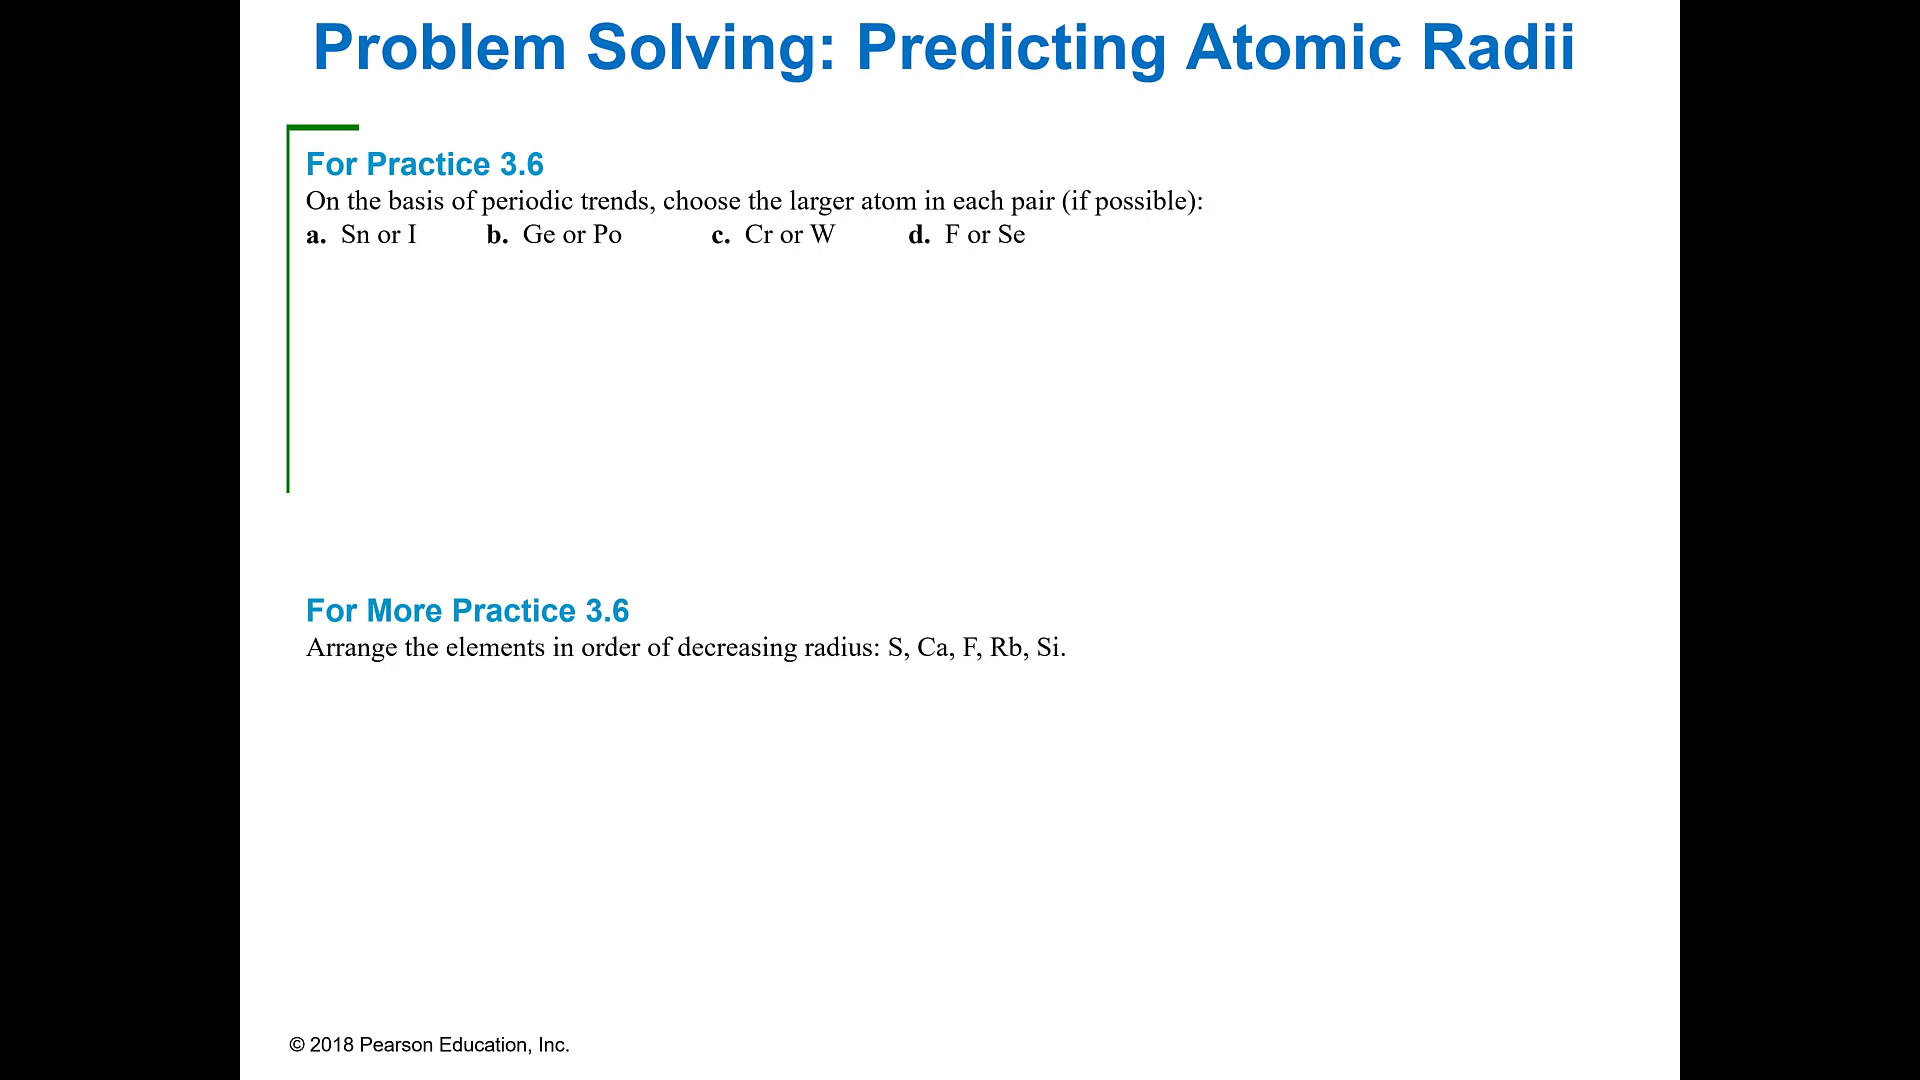 Problem Solving: Predicting Atomic Radii
For Practice 3.6
On the basis of periodic trends, choose the larger atom in each pair (if possible):
a. Sn or I b. Ge or Po c. Cr or W d. F or Se
For More Practice 3.6
Arrange the elements in order of decreasing radius: S, Ca, F, Rb, Si.
© 2018 Pearson Education, Inc.